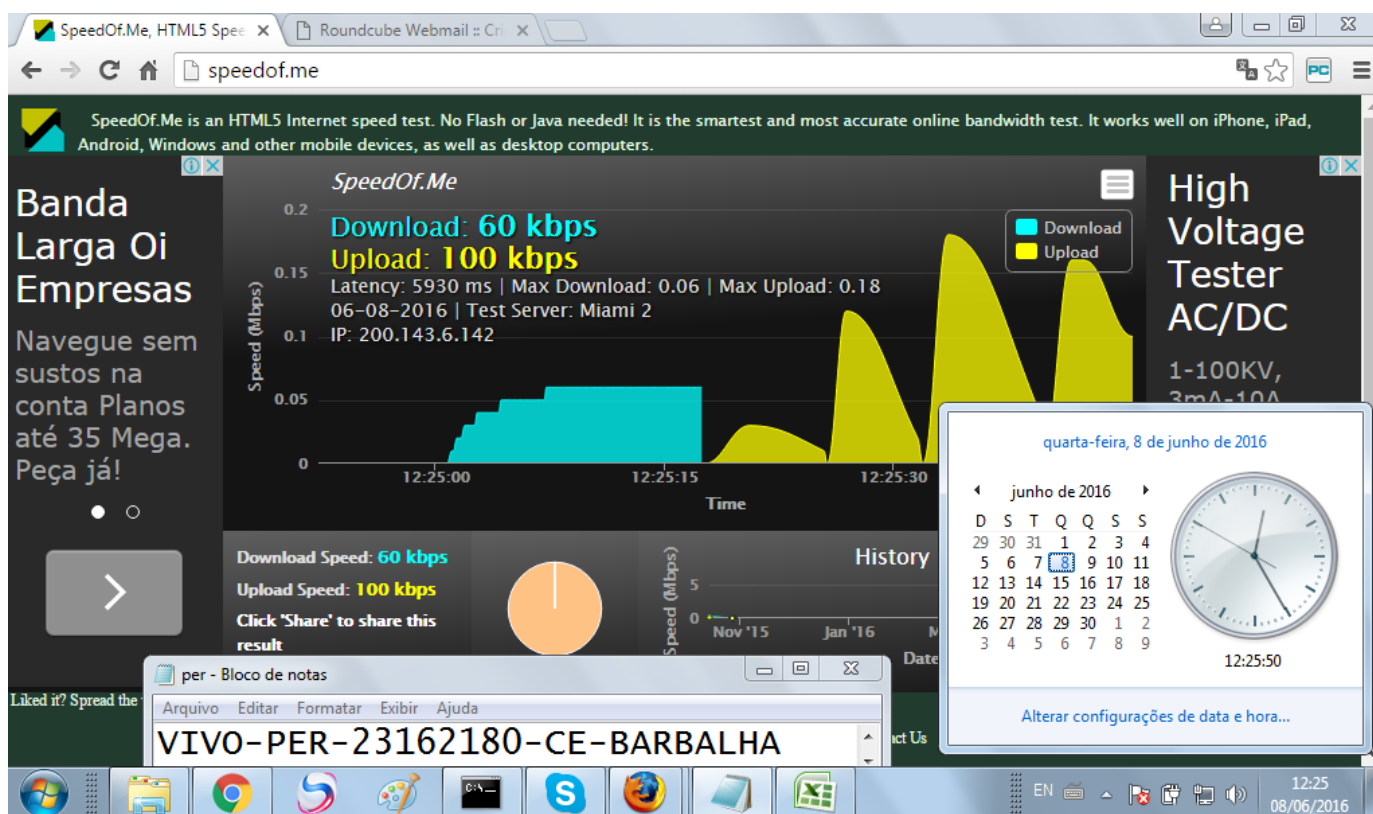 SpeedOf.Me, HTML5 Spee
Roundcube Webmail :: Cri
speedof.me
PC
SpeedOf.Me is an HTML5 Internet speed test. No Flash or Java needed! It is the smartest and most accurate online bandwidth test. It works well on iPhone, iPad,
Android, Windows and other mobile devices, as well as desktop computers.
Banda
Larga Oi
Empresas
Navegue sem
sustos na
conta Planos
até 35 Mega.
Peça já!
SpeedOf.Me
Download: 60 kbps
Upload: 100 kbps
Latency: 5930 ms | Max Download: 0.06 | Max Upload: 0.18
06-08-2016 | Test Server: Miami 2
IP: 200.143.6.142
Download
Upload
Speed (Mbps)
0.2
0.15
0.1
0.05
0
12:25:00
12:25:15
12:25:30
Time
High
Voltage
Tester
AC/DC
1-100KV,
3mA-10A
Download Speed: 60 kbps
Upload Speed: 100 kbps
Click 'Share' to share this
result
History
Speed (Mbps)
5
0
Nov '15
Jan '16
M
Date
quarta-feira, 8 de junho de 2016
junho de 2016
D S T Q Q S S
29 30 31 1 2 3 4
5 6 7 8 9 10 11
12 13 14 15 16 17 18
19 20 21 22 23 24 25
26 27 28 29 30 1 2
3 4 5 6 7 8 9
12:25:50
Alterar configurações de data e hora...
Liked it? Spread the
act Us
per - Bloco de notas
Arquivo Editar Formatar Exibir Ajuda
VIVO-PER-23162180-CE-BARBALHA
C:\
S
EN
12:25
08/06/2016